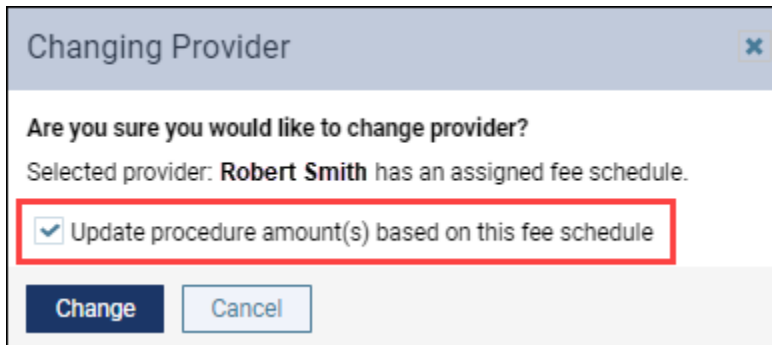 Changing Provider
Are you sure you would like to change provider?
Selected provider: Robert Smith has an assigned fee schedule.
Update procedure amount(s) based on this fee schedule
Change Cancel